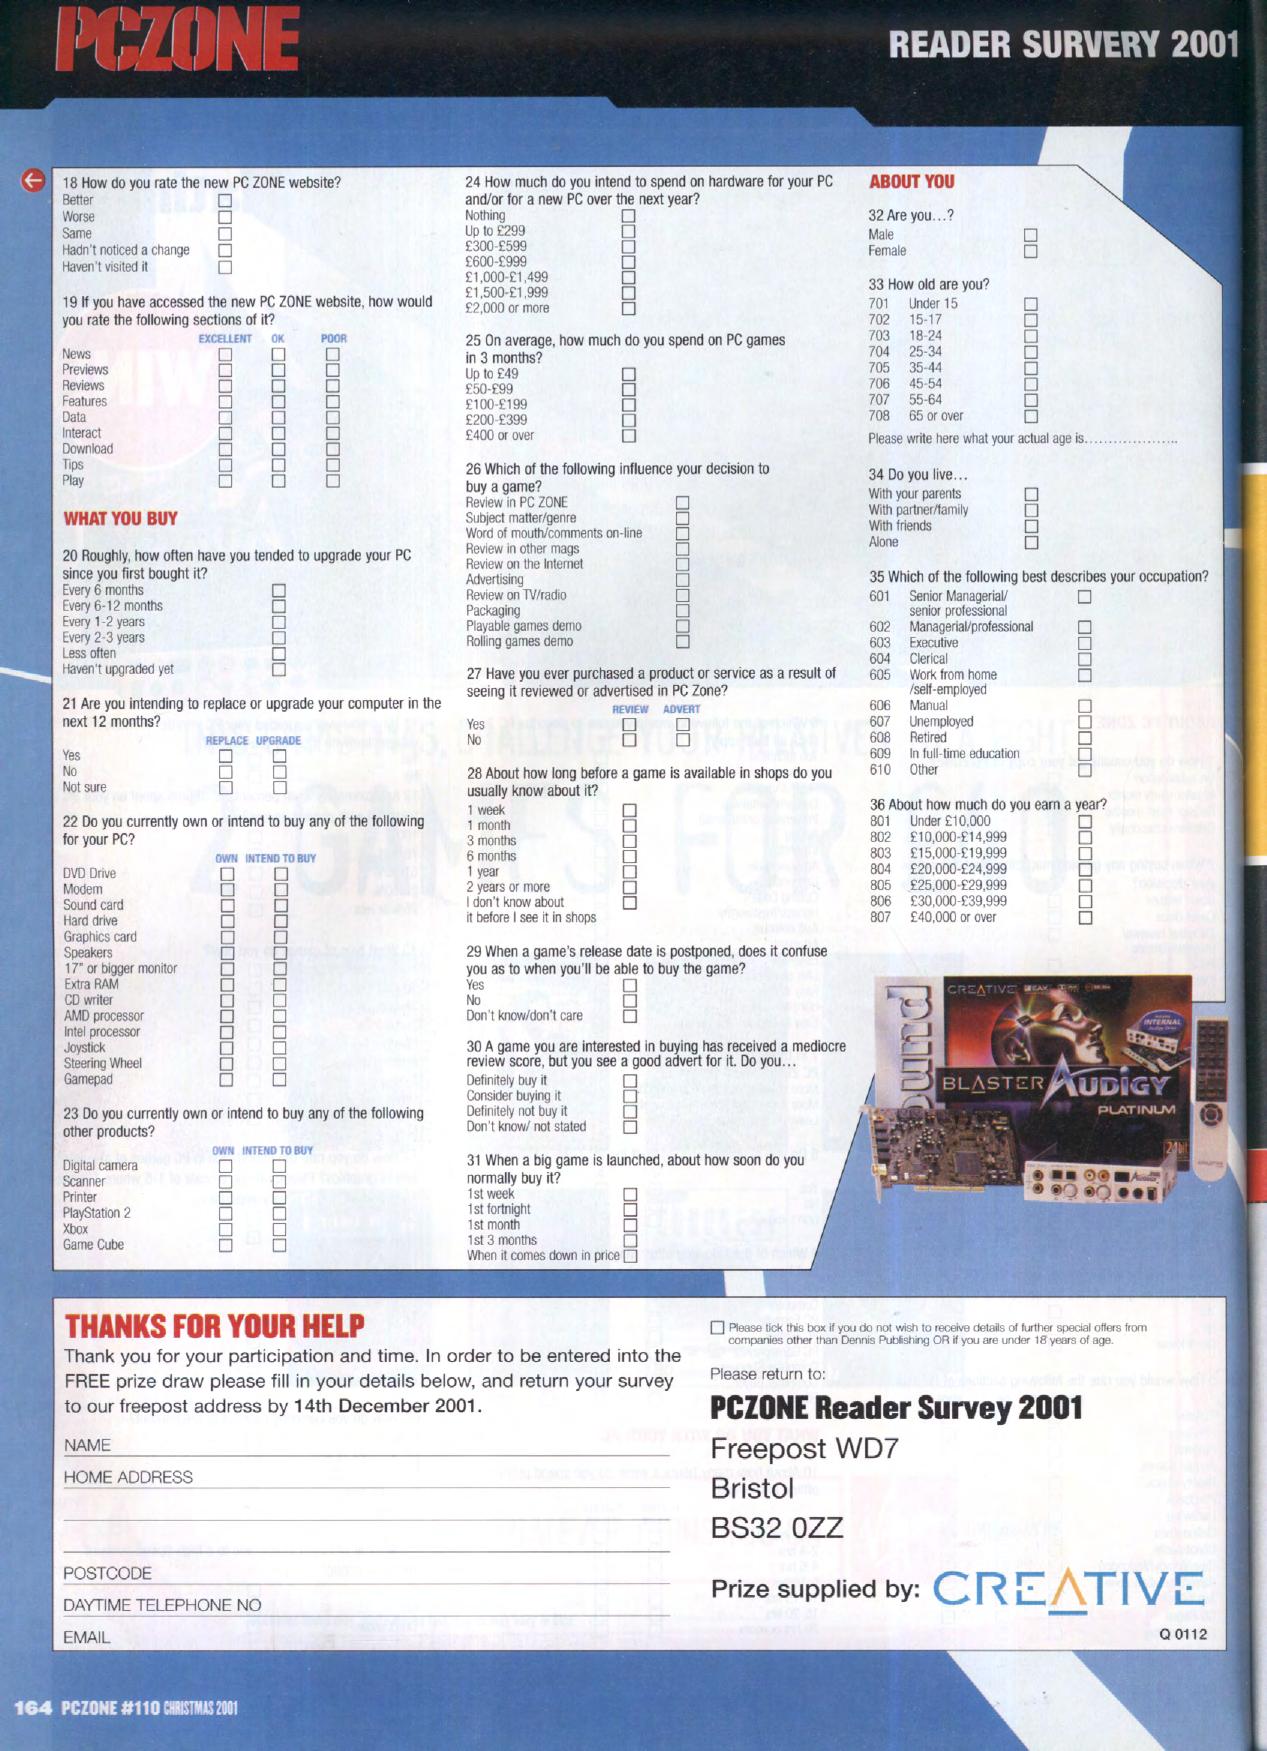 PCZONE
READER SURVERY 2001
18 How do you rate the new PC ZONE website?
Better
Worse
Same
Hadn't noticed a change
Haven't visited it
19 If you have accessed the new PC ZONE website, how would
you rate the following sections of it?
EXCELLENT OK POOR
News
Previews
Reviews
Features
Data
Interact
Download
Tips
Play
WHAT YOU BUY
20 Roughly, how often have you tended to upgrade your PC
since you first bought it?
Every 6 months
Every 6-12 months
Every 1-2 years
Every 2-3 years
Less often
Haven't upgraded yet
21 Are you intending to replace or upgrade your computer in the
next 12 months?
REPLACE UPGRADE
Yes
No
Not sure
22 Do you currently own or intend to buy any of the following
for your PC?
OWN INTEND TO BUY
DVD Drive
Modem
Sound card
Hard drive
Graphics card
Speakers
17" or bigger monitor
Extra RAM
CD writer
AMD processor
Intel processor
Joystick
Steering Wheel
Gamepad
23 Do you currently own or intend to buy any of the following
other products?
OWN INTEND TO BUY
Digital camera
Scanner
Printer
PlayStation 2
Xbox
Game Cube
24 How much do you intend to spend on hardware for your PC
and/or for a new PC over the next year?
Nothing
Up to £299
£300-£599
£600-£999
£1,000-£1,499
£1,500-£1,999
£2,000 or more
25 On average, how much do you spend on PC games
in 3 months?
Up to £49
£50-£99
£100-£199
£200-£399
£400 or over
26 Which of the following influence your decision to
buy a game?
Review in PC ZONE
Subject matter/genre
Word of mouth/comments on-line
Review in other mags
Review on the Internet
Advertising
Review on TV/radio
Packaging
Playable games demo
Rolling games demo
27 Have you ever purchased a product or service as a result of
seeing it reviewed or advertised in PC Zone?
REVIEW ADVERT
Yes
No
28 About how long before a game is available in shops do you
usually know about it?
1 week
1 month
3 months
6 months
1 year
2 years or more
I don't know about
it before I see it in shops
29 When a game's release date is postponed, does it confuse
you as to when you'll be able to buy the game?
Yes
No
Don't know/don't care
30 A game you are interested in buying has received a mediocre
review score, but you see a good advert for it. Do you...
Definitely buy it
Consider buying it
Definitely not buy it
Don't know/ not stated
31 When a big game is launched, about how soon do you
normally buy it?
1st week
1st fortnight
1st month
1st 3 months
When it comes down in price
ABOUT YOU
32 Are you...?
Male
Female
33 How old are you?
701 Under 15
702 15-17
703 18-24
704 25-34
705 35-44
706 45-54
707 55-64
708 65 or over
Please write here what your actual age is....................
34 Do you live...
With your parents
With partner/family
With friends
Alone
35 Which of the following best describes your occupation?
601 Senior Managerial/
senior professional
602 Managerial/professional
603 Executive
604 Clerical
605 Work from home
/self-employed
606 Manual
607 Unemployed
608 Retired
609 In full-time education
610 Other
36 About how much do you earn a year?
801 Under £10,000
802 £10,000-£14,999
803 £15,000-£19,999
804 £20,000-£24,999
805 £25,000-£29,999
806 £30,000-£39,999
807 £40,000 or over
CREATIVE
INTERNAL
BLASTER AUDIGY
PLATINUM
24bit
THANKS FOR YOUR HELP
Thank you for your participation and time. In order to be entered into the
FREE prize draw please fill in your details below, and return your survey
to our freepost address by 14th December 2001.
NAME
HOME ADDRESS
POSTCODE
DAYTIME TELEPHONE NO
EMAIL
Please tick this box if you do not wish to receive details of further special offers from
companies other than Dennis Publishing OR if you are under 18 years of age.
Please return to:
PCZONE Reader Survey 2001
Freepost WD7
Bristol
BS32 0ZZ
Prize supplied by: CREATIVE
Q 0112
164 PCZONE #110 CHRISTMAS 2001